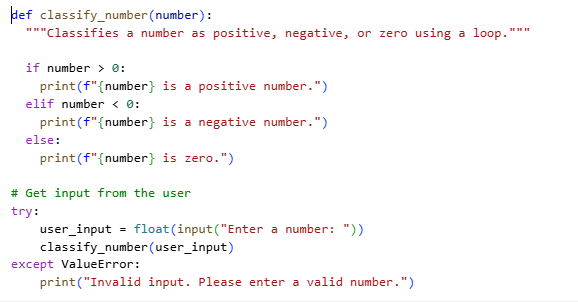 def classify_number(number):
  """Classifies a number as positive, negative, or zero using a loop."""

  if number > 0:
    print(f"{number} is a positive number.")
  elif number < 0:
    print(f"{number} is a negative number.")
  else:
    print(f"{number} is zero.")

# Get input from the user
try:
    user_input = float(input("Enter a number: "))
    classify_number(user_input)
except ValueError:
    print("Invalid input. Please enter a valid number.")